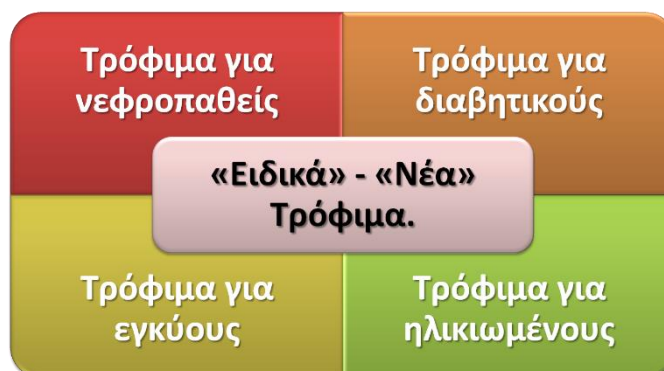 Τρόφιμα για
νεφροπαθείς
Τρόφιμα για
διαβητικούς
«Ειδικά» - «Νέα»
Τρόφιμα.
Τρόφιμα για
εγκύους
Τρόφιμα για
ηλικιωμένους